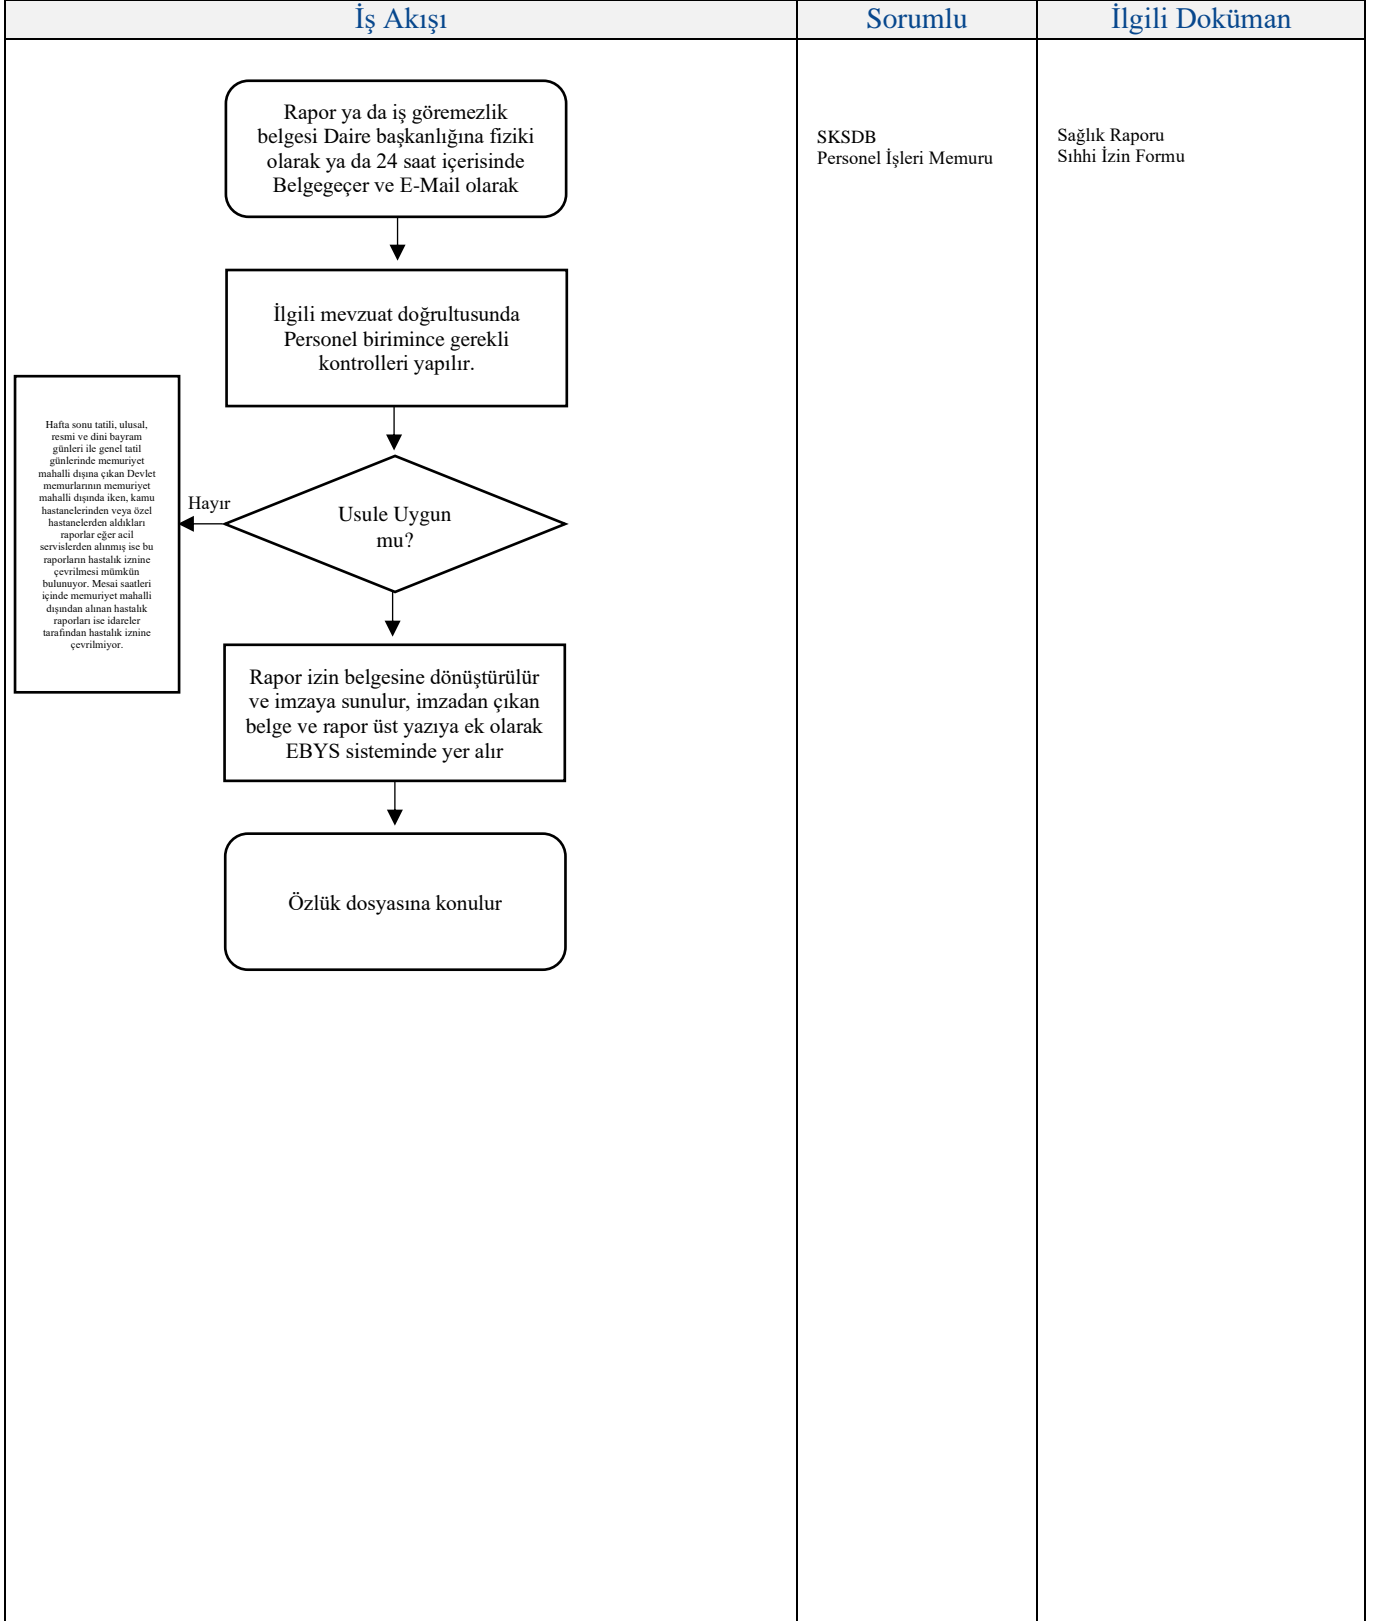 İş Akışı
Sorumlu
İlgili Doküman
Rapor ya da iş göremezlik
belgesi Daire başkanlığına fiziki
olarak ya da 24 saat içerisinde
Belgegeçer ve E-Mail olarak
SKSDB
Personel İşleri Memuru
Sağlık Raporu
Sıhhi İzin Formu
İlgili mevzuat doğrultusunda
Personel birimince gerekli
kontrolleri yapılır.
Hafta sonu tatili, ulusal,
resmi ve dini bayram
günleri ile genel tatil
günlerinde memuriyet
mahalli dışına çıkan Devlet
memurlarının memuriyet
mahalli dışında iken, kamu
hastanelerinden veya özel
hastanelerden aldıkları
raporlar eğer acil
servislerden alınmış ise bu
raporların hastalık iznine
çevrilmesi mümkün
bulunuyor. Mesai saatleri
içinde memuriyet mahalli
dışından alınan hastalık
raporları ise idareler
tarafından hastalık iznine
çevrilmiyor.
Hayır
Usule Uygun
mu?
Rapor izin belgesine dönüştürülür
ve imzaya sunulur, imzadan çıkan
belge ve rapor üst yazıya ek olarak
EBYS sisteminde yer alır
Özlük dosyasına konulur